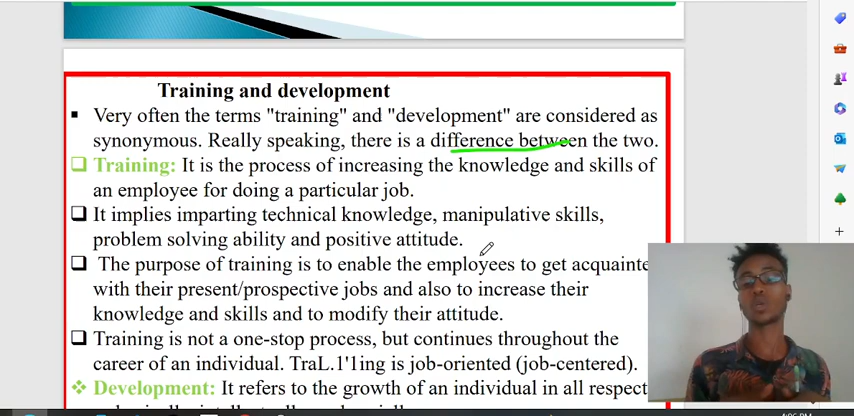 Training and development
▪ Very often the terms "training" and "development" are considered as
synonymous. Really speaking, there is a difference between the two.
❑ Training: It is the process of increasing the knowledge and skills of
an employee for doing a particular job.
❑ It implies imparting technical knowledge, manipulative skills,
problem solving ability and positive attitude.
❑ The purpose of training is to enable the employees to get acquainte
with their present/prospective jobs and also to increase their
knowledge and skills and to modify their attitude.
❑ Training is not a one-stop process, but continues throughout the
career of an individual. TraL.1'1ing is job-oriented (job-centered).
❖ Development: It refers to the growth of an individual in all respect